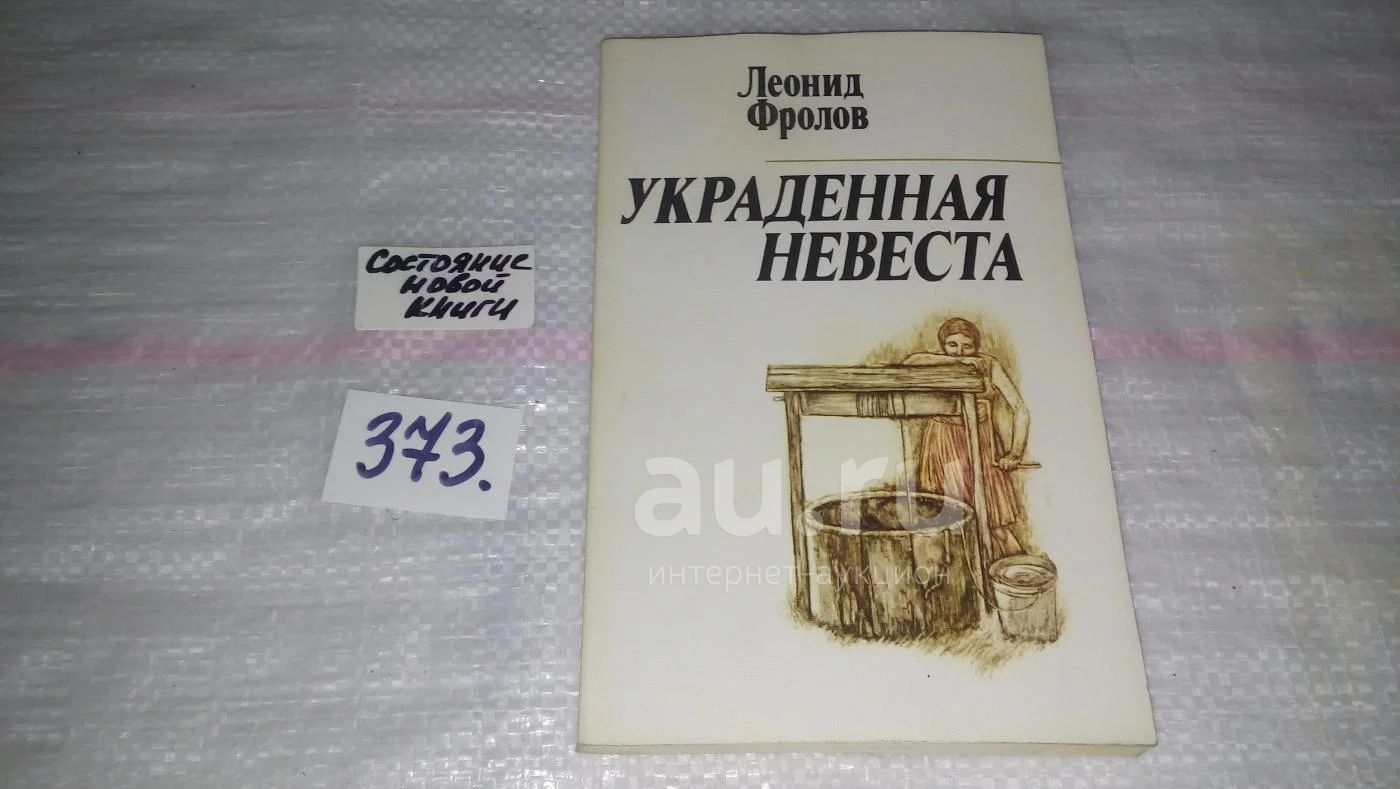 Леонид
Фролов
УКРАДЕННАЯ
НЕВЕСТА
Состояние
новой
книги
373.
au.ru
интернет-аукцион